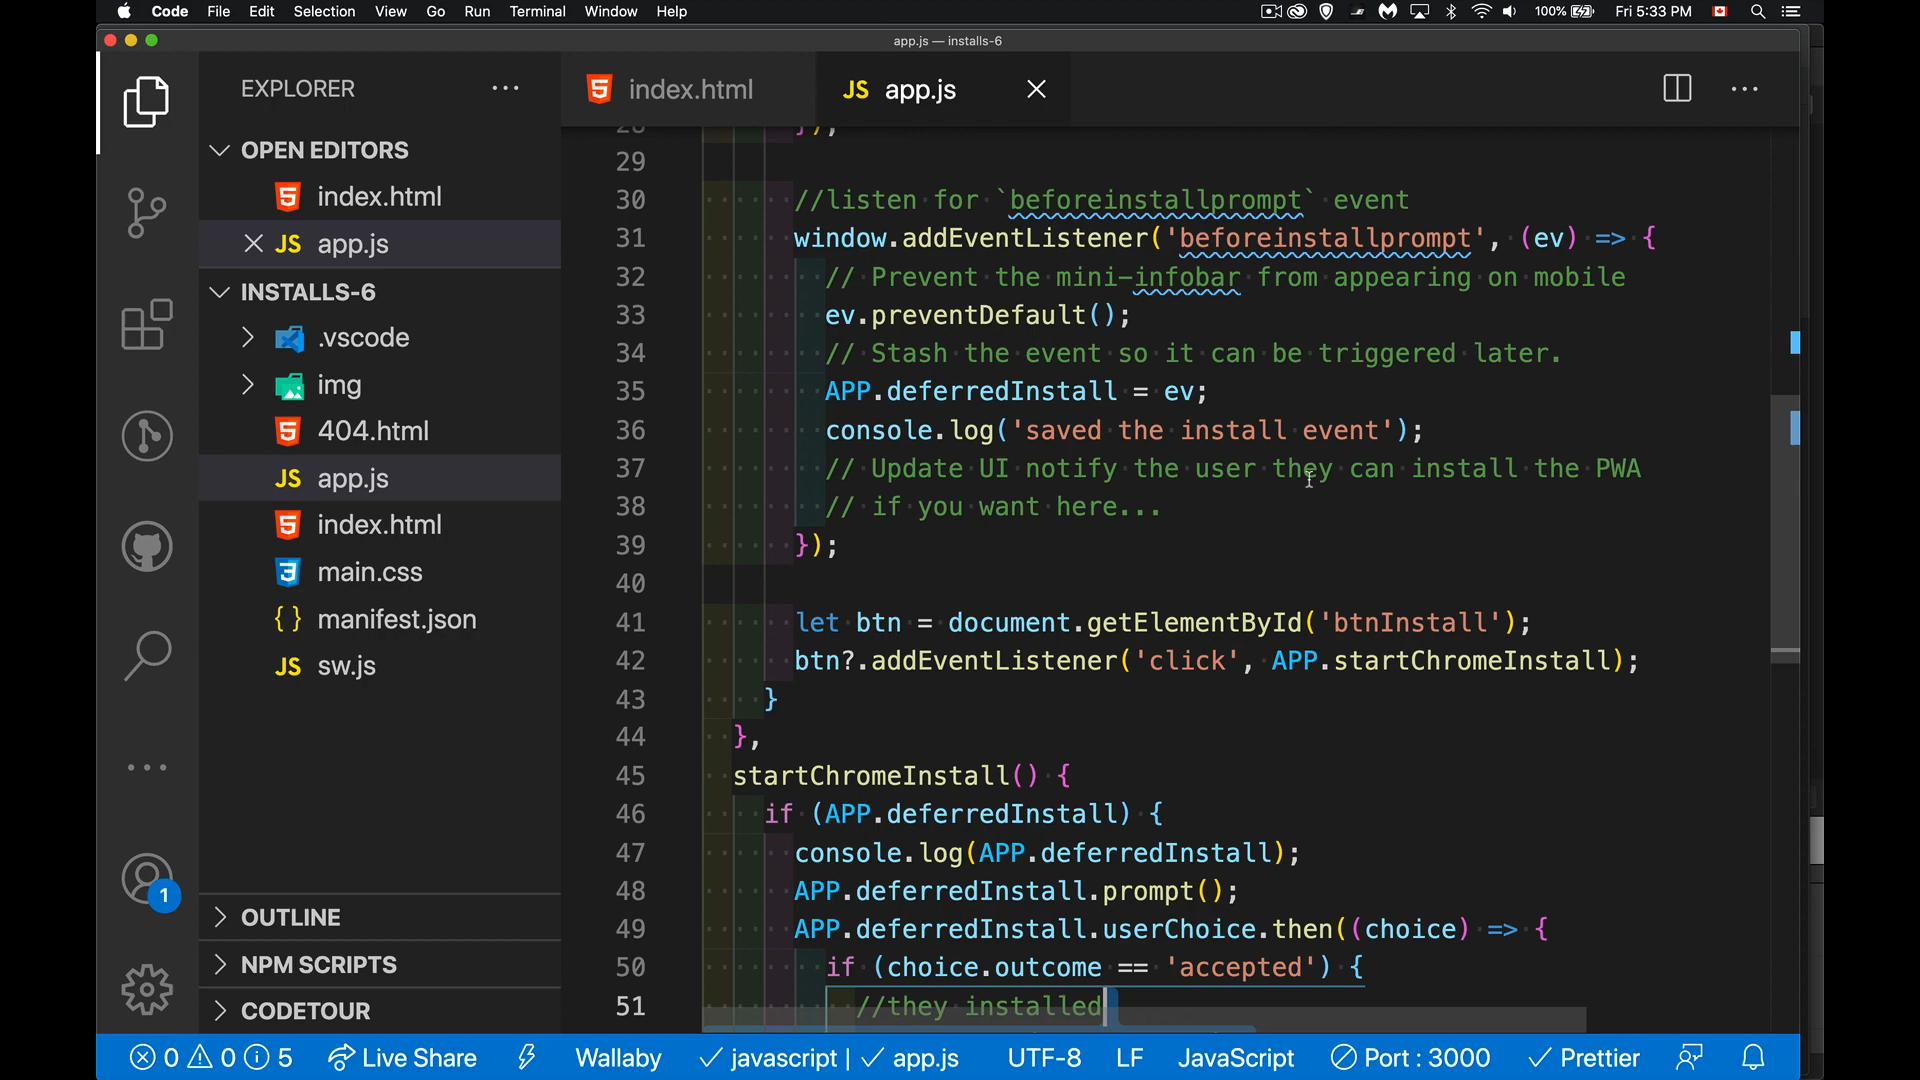 Code File Edit Selection View Go Run Terminal Window Help 100% Fri 5:33 PM
app.js — installs-6
EXPLORER
index.html
JS app.js
OPEN EDITORS
index.html
JS app.js
INSTALLS-6
.vscode
img
404.html
JS app.js
index.html
main.css
{ } manifest.json
JS sw.js
OUTLINE
NPM SCRIPTS
CODETOUR
1
28 });
29
30 //listen for `beforeinstallprompt` event
31 window.addEventListener('beforeinstallprompt', (ev) => {
32 // Prevent the mini-infobar from appearing on mobile
33 ev.preventDefault();
34 // Stash the event so it can be triggered later.
35 APP.deferredInstall = ev;
36 console.log('saved the install event');
37 // Update UI notify the user they can install the PWA
38 // if you want here...
39 });
40
41 let btn = document.getElementById('btnInstall');
42 btn?.addEventListener('click', APP.startChromeInstall);
43 }
44 },
45 startChromeInstall() {
46 if (APP.deferredInstall) {
47 console.log(APP.deferredInstall);
48 APP.deferredInstall.prompt();
49 APP.deferredInstall.userChoice.then((choice) => {
50 if (choice.outcome == 'accepted') {
51 //they installed
0 0 5 Live Share Wallaby javascript | app.js UTF-8 LF JavaScript Port : 3000 Prettier